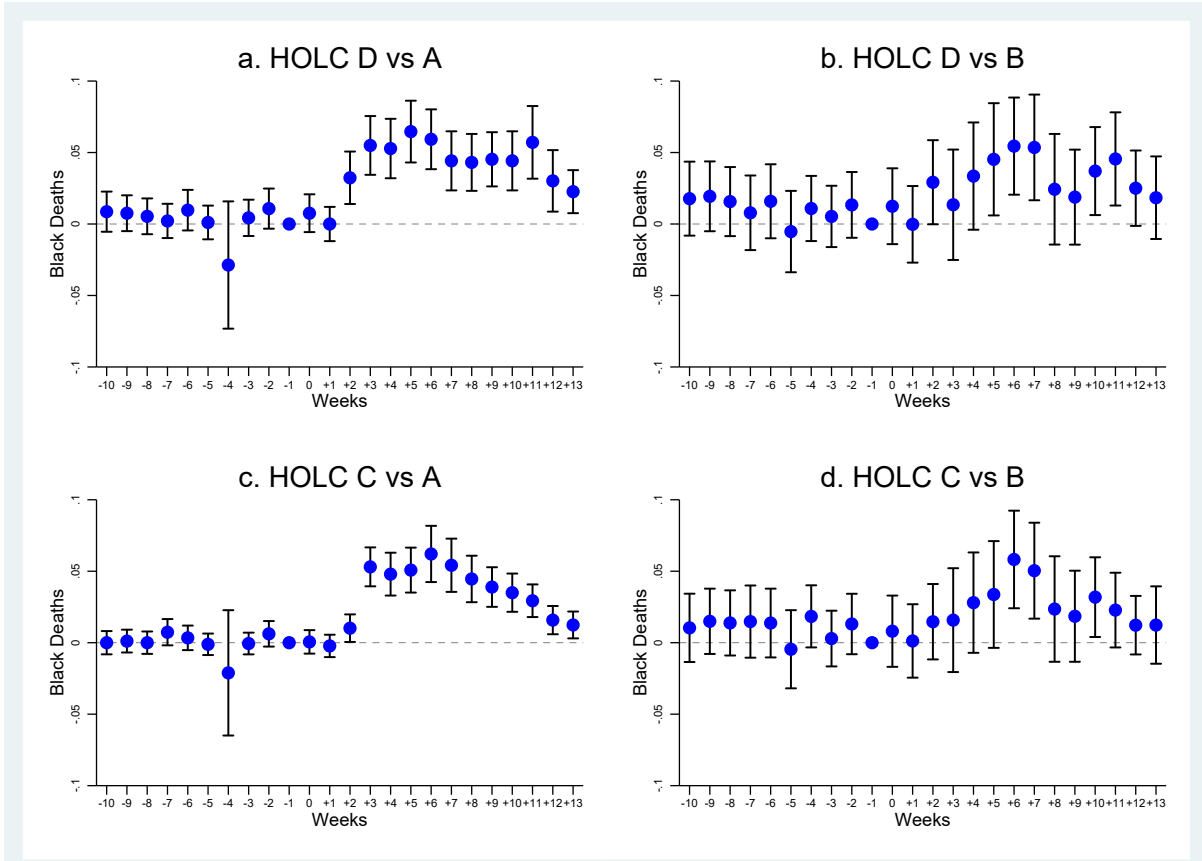 a. HOLC D vs A
Black Deaths
.1
.05
0
-.05
-.1
-10 -9 -8 -7 -6 -5 -4 -3 -2 -1 0 +1 +2 +3 +4 +5 +6 +7 +8 +9 +10 +11 +12 +13
Weeks
b. HOLC D vs B
Black Deaths
.1
.05
0
-.05
-.1
-10 -9 -8 -7 -6 -5 -4 -3 -2 -1 0 +1 +2 +3 +4 +5 +6 +7 +8 +9 +10 +11 +12 +13
Weeks
c. HOLC C vs A
Black Deaths
.1
.05
0
-.05
-.1
-10 -9 -8 -7 -6 -5 -4 -3 -2 -1 0 +1 +2 +3 +4 +5 +6 +7 +8 +9 +10 +11 +12 +13
Weeks
d. HOLC C vs B
Black Deaths
.1
.05
0
-.05
-.1
-10 -9 -8 -7 -6 -5 -4 -3 -2 -1 0 +1 +2 +3 +4 +5 +6 +7 +8 +9 +10 +11 +12 +13
Weeks